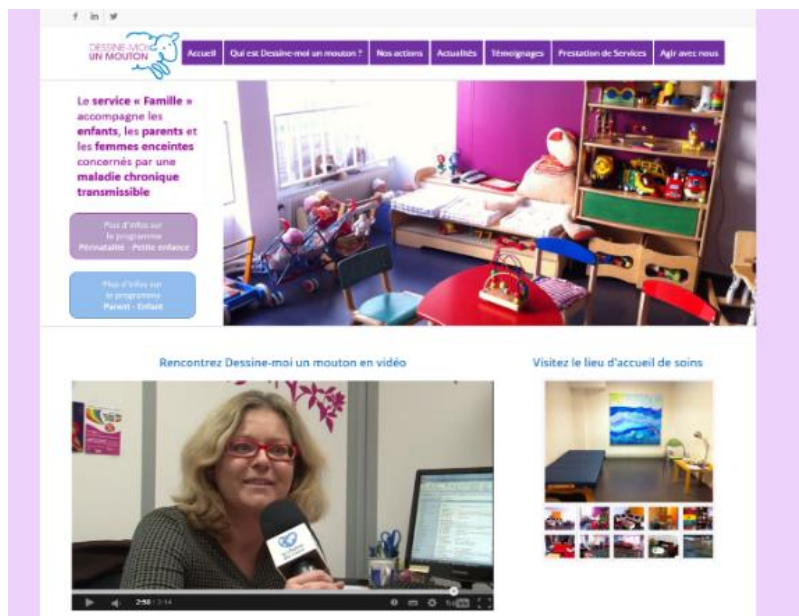 DESSINE-MOI
UN MOUTON
Accueil
Qui est Dessine-moi un mouton ?
Nos actions
Actualités
Témoignages
Prestation de Services
Agir avec nous
Le service « Famille »
accompagne les
enfants, les parents et
les femmes enceintes
concernés par une
maladie chronique
transmissible
Plus d'infos sur
le programme
Périnatalité - Petite enfance
Plus d'infos sur
le programme
Parent - Enfant
Rencontrez Dessine-moi un mouton en vidéo
Visitez le lieu d'accueil de soins
2:58 / 3:14